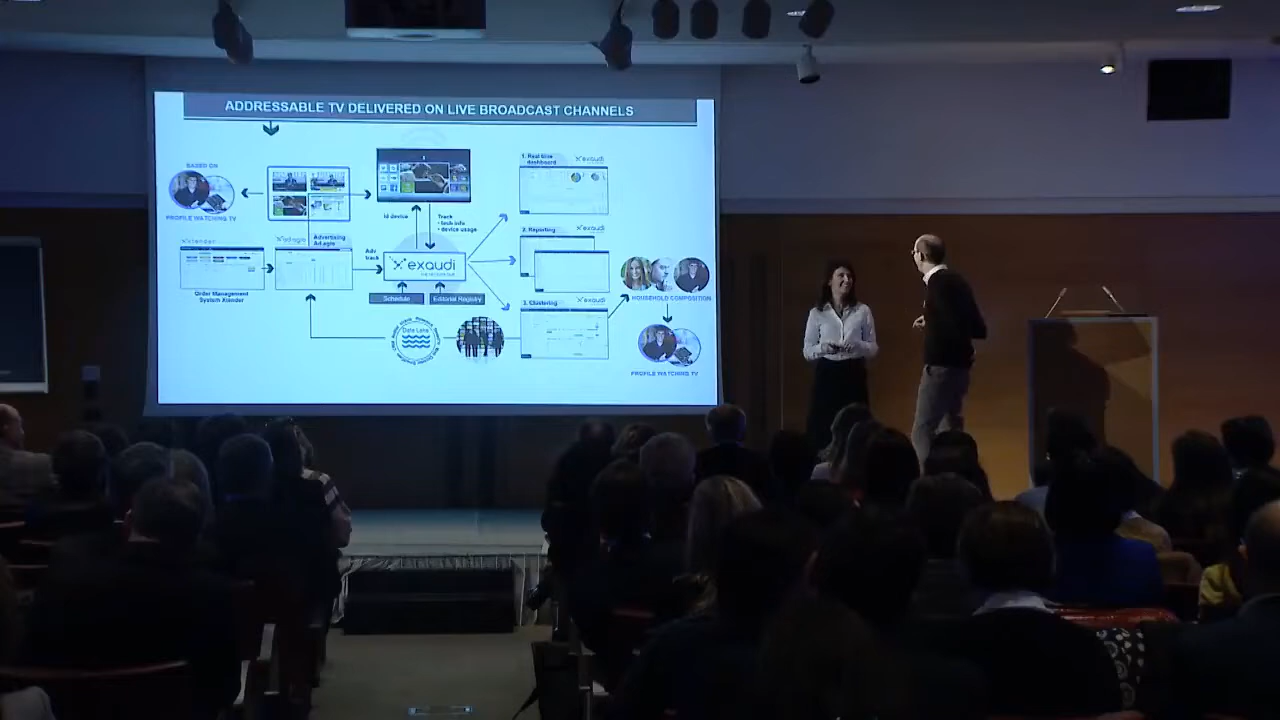 ADDRESSABLE TV DELIVERED ON LIVE BROADCAST CHANNELS
BASED ON
PROFILE WATCHING TV
Id device
Track
• tech info
• device usage
1. Real time
dashboard
exaudi
2. Reporting
exaudi
3. Clustering
exaudi
Advertising
Order Management
System Xtender
Adv
track
exaudi
Schedule
Editorial Registry
Data Lake
HOUSEHOLD COMPOSITION
PROFILE WATCHING TV